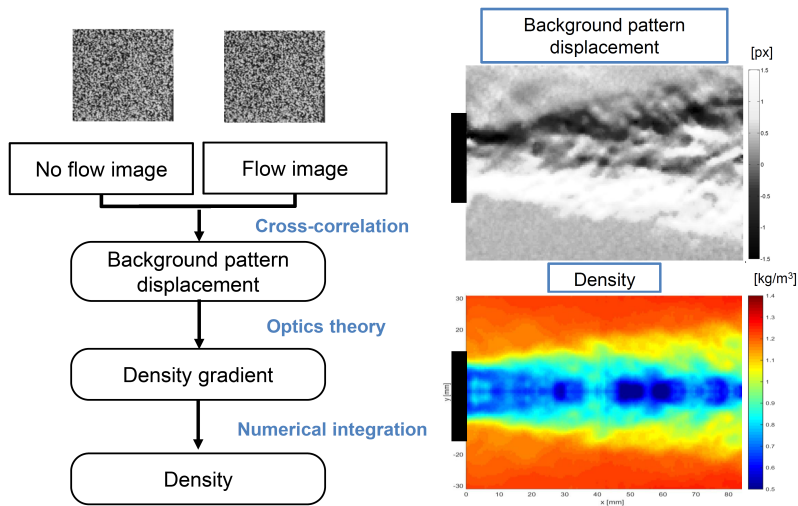 No flow image
Flow image
Cross-correlation
Background pattern
displacement
Optics theory
Density gradient
Numerical integration
Density
Background pattern
displacement
[px]
1.5
1
0.5
0
-0.5
-1
-1.5
Density
[kg/m³]
30
20
y [mm]
-20
-30
0
10
20
30
40
50
60
70
80
x [mm]
1.4
1.3
1.2
1.1
1
0.9
0.8
0.7
0.6
0.5